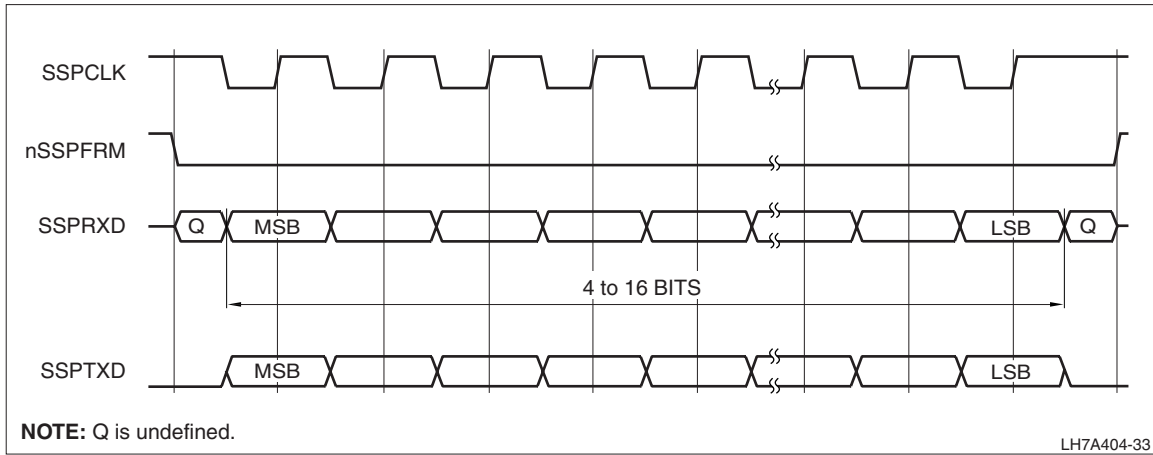 SSPCLK
nSSPFRM
SSPRXD
Q MSB LSB Q
4 to 16 BITS
SSPTXD
MSB LSB
NOTE: Q is undefined.
LH7A404-33